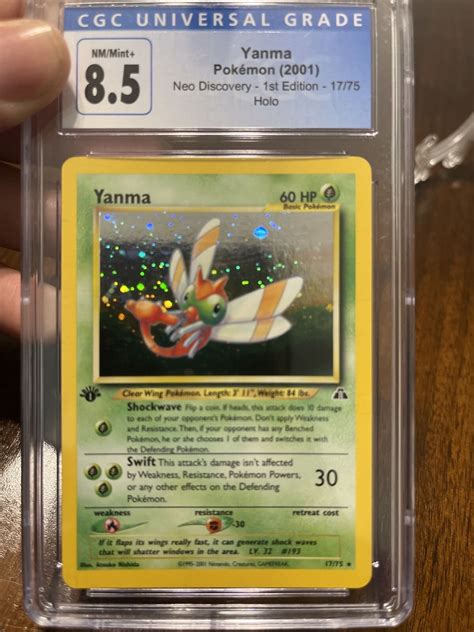 CGC UNIVERSAL GRADE
NM/Mint+
8.5
Yanma
Pokémon (2001)
Neo Discovery - 1st Edition - 17/75
Holo
Yanma
60 HP
Basic Pokémon
Clear Wing Pokémon. Length: 3' 11", Weight: 84 lbs.
1
Shockwave Flip a coin. If heads, this attack does 10 damage
to each of your opponent's Pokémon. Don't apply Weakness
and Resistance. Then, if your opponent has any Benched
Pokémon, he or she chooses 1 of them and switches it with
the Defending Pokémon.
Swift This attack's damage isn't affected
by Weakness, Resistance, Pokémon Powers,
or any other effects on the Defending
Pokémon.
30
weakness
resistance
retreat cost
-30
If it flaps its wings really fast, it can generate shock waves
that will shatter windows in the area. LV. 32 #193
Illus. Atsuko Nishida
©1995-2001 Nintendo, Creatures, GAMEFREAK.
17/75